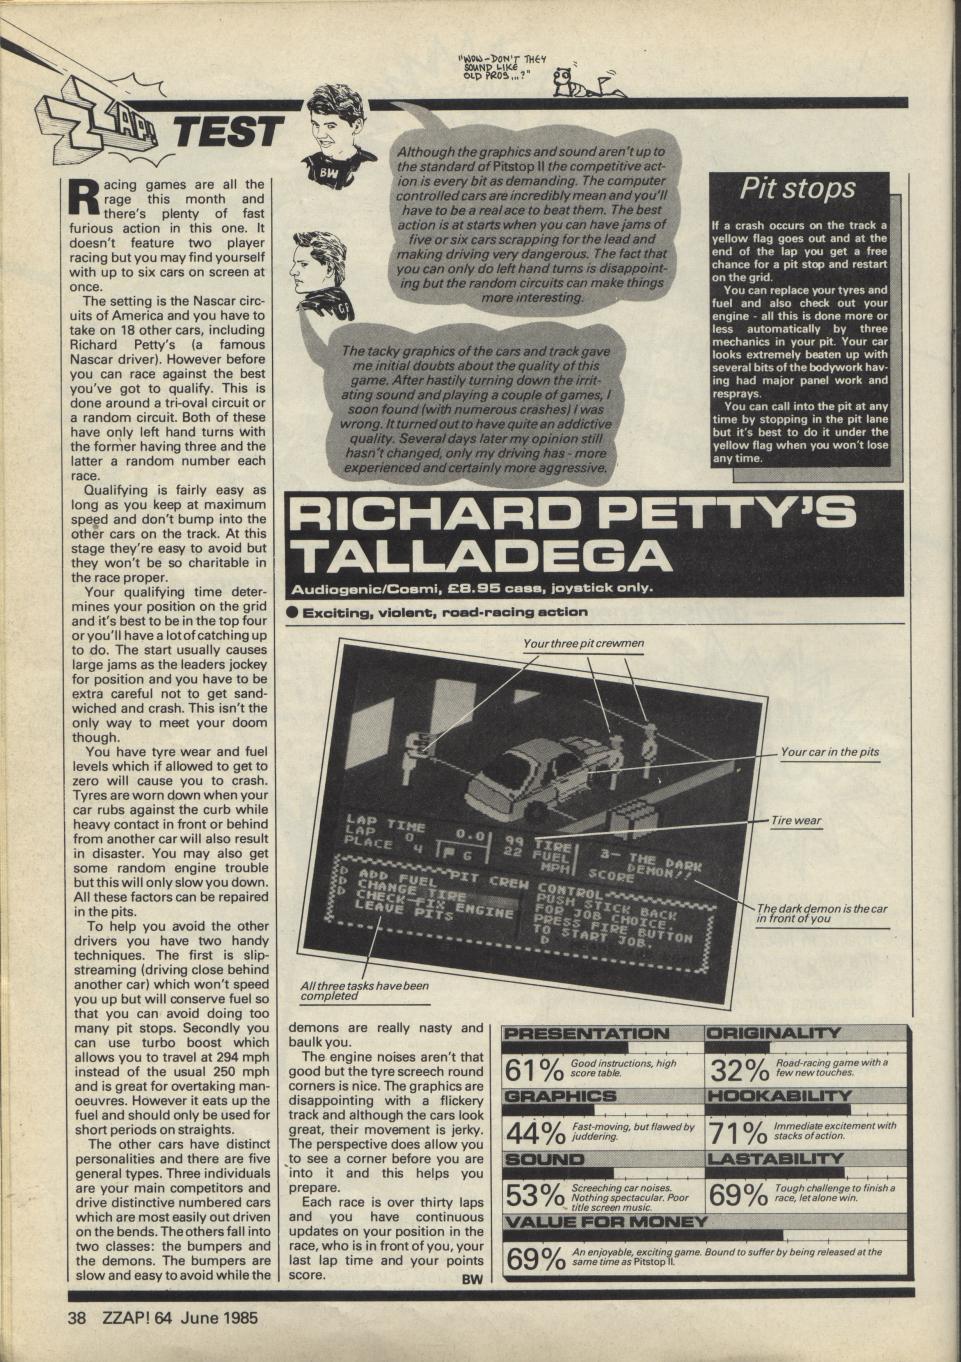 "WOW-DON'T THEY
SOUND LIKE
OLD PROS...?"
ZZAP!
TEST
BW
Although the graphics and sound aren't up to
the standard of Pitstop II the competitive act-
ion is every bit as demanding. The computer
controlled cars are incredibly mean and you'll
have to be a real ace to beat them. The best
action is at starts when you can have jams of
five or six cars scrapping for the lead and
making driving very dangerous. The fact that
you can only do left hand turns is disappoint-
ing but the random circuits can make things
more interesting.
The tacky graphics of the cars and track gave
me initial doubts about the quality of this
game. After hastily turning down the irrit-
ating sound and playing a couple of games, I
soon found (with numerous crashes) I was
wrong. It turned out to have quite an addictive
quality. Several days later my opinion still
hasn't changed, only my driving has - more
experienced and certainly more aggressive.
Pit stops
If a crash occurs on the track a
yellow flag goes out and at the
end of the lap you get a free
chance for a pit stop and restart
on the grid.
You can replace your tyres and
fuel and also check out your
engine - all this is done more or
less automatically by three
mechanics in your pit. Your car
looks extremely beaten up with
several bits of the bodywork hav-
ing had major panel work and
resprays.
You can call into the pit at any
time by stopping in the pit lane
but it's best to do it under the
yellow flag when you won't lose
any time.
Racing games are all the
rage this month and
there's plenty of fast
furious action in this one. It
doesn't feature two player
racing but you may find yourself
with up to six cars on screen at
once.
The setting is the Nascar circ-
uits of America and you have to
take on 18 other cars, including
Richard Petty's (a famous
Nascar driver). However before
you can race against the best
you've got to qualify. This is
done around a tri-oval circuit or
a random circuit. Both of these
have only left hand turns with
the former having three and the
latter a random number each
race.
Qualifying is fairly easy as
long as you keep at maximum
speed and don't bump into the
other cars on the track. At this
stage they're easy to avoid but
they won't be so charitable in
the race proper.
Your qualifying time deter-
mines your position on the grid
and it's best to be in the top four
or you'll have a lot of catching up
to do. The start usually causes
large jams as the leaders jockey
for position and you have to be
extra careful not to get sand-
wiched and crash. This isn't the
only way to meet your doom
though.
You have tyre wear and fuel
levels which if allowed to get to
zero will cause you to crash.
Tyres are worn down when your
car rubs against the curb while
heavy contact in front or behind
from another car will also result
in disaster. You may also get
some random engine trouble
but this will only slow you down.
All these factors can be repaired
in the pits.
To help you avoid the other
drivers you have two handy
techniques. The first is slip-
streaming (driving close behind
another car) which won't speed
you up but will conserve fuel so
that you can avoid doing too
many pit stops. Secondly you
can use turbo boost which
allows you to travel at 294 mph
instead of the usual 250 mph
and is great for overtaking man-
oeuvres. However it eats up the
fuel and should only be used for
short periods on straights.
The other cars have distinct
personalities and there are five
general types. Three individuals
are your main competitors and
drive distinctive numbered cars
which are most easily out driven
on the bends. The others fall into
two classes: the bumpers and
the demons. The bumpers are
slow and easy to avoid while the
demons are really nasty and
baulk you.
The engine noises aren't that
good but the tyre screech round
corners is nice. The graphics are
disappointing with a flickery
track and although the cars look
great, their movement is jerky.
The perspective does allow you
to see a corner before you are
into it and this helps you
prepare.
Each race is over thirty laps
and you have continuous
updates on your position in the
race, who is in front of you, your
last lap time and your points
score.
BW
RICHARD PETTY'S
TALLADEGA
Audiogenic/Cosmi, £8.95 cass, joystick only.
● Exciting, violent, road-racing action
Your three pit crewmen
Your car in the pits
Tire wear
The dark demon is the car
in front of you
All three tasks have been
completed
LAP TIME 0.0 99 TIRE 3- THE DARK
LAP 0 22 FUEL DEMON!!
PLACE 4 G MPH SCORE
PIT CREW CONTROL
D ADD FUEL PUSH STICK BACK
D CHANGE TIRE FOR JOB CHOICE.
D CHECK-FIX ENGINE PRESS FIRE BUTTON
LEAVE PITS TO START JOB.
D
PRESENTATION
61% Good instructions, high
score table.
ORIGINALITY
32% Road-racing game with a
few new touches.
GRAPHICS
44% Fast-moving, but flawed by
juddering.
HOOKABILITY
71% Immediate excitement with
stacks of action.
SOUND
53% Screeching car noises.
Nothing spectacular. Poor
title screen music.
LASTABILITY
69% Tough challenge to finish a
race, let alone win.
VALUE FOR MONEY
69% An enjoyable, exciting game. Bound to suffer by being released at the
same time as Pitstop II.
38 ZZAP! 64 June 1985